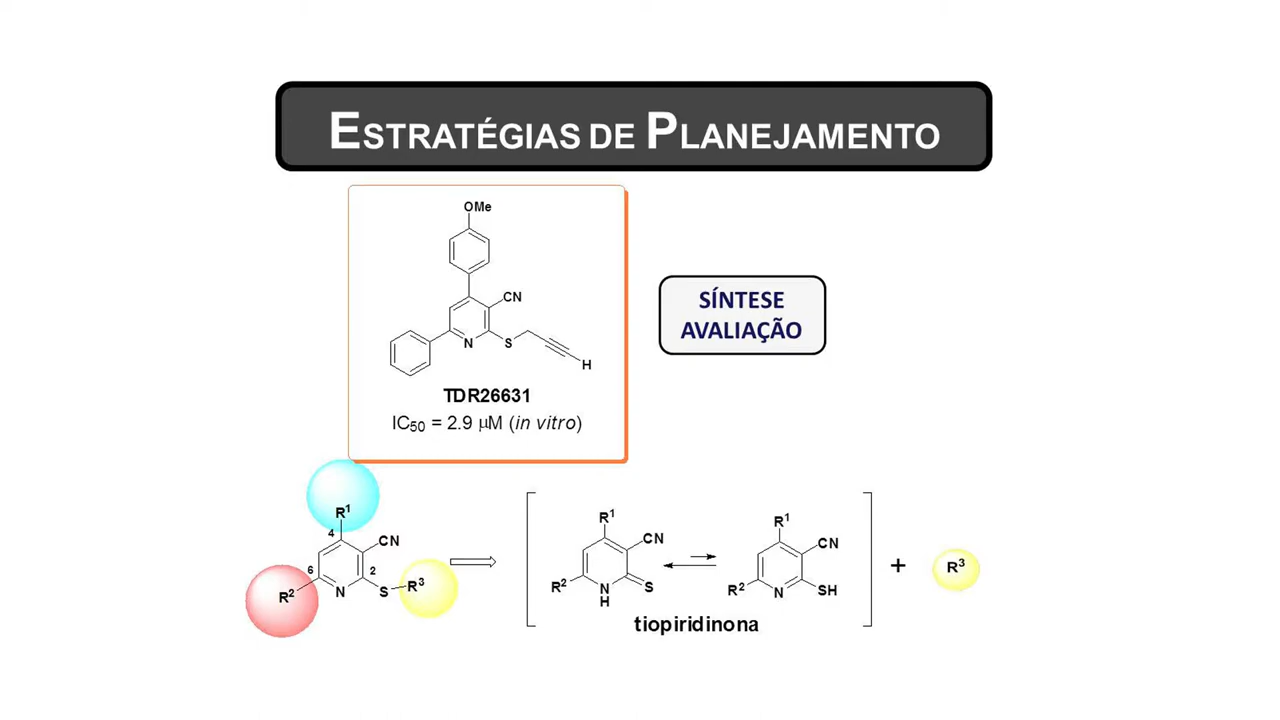 ESTRATÉGIAS DE PLANEJAMENTO
OMe
CN
N
S
H
TDR26631
IC50 = 2.9 µM (in vitro)
SÍNTESE
AVALIAÇÃO
R1
4
CN
6
2
R2
N
S
R3
R1
CN
R2
N
H
S
R1
CN
R2
N
SH
tiopiridinona
+
R3